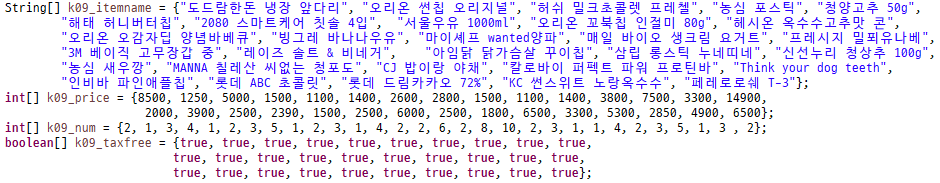 String[] k09_itemname = {"도드람한돈 냉장 앞다리", "오리온 썬칩 오리지널", "허쉬 밀크초콜렛 프레첼", "농심 포스틱", "청양고추 50g",
"해태 허니버터칩", "2080 스마트케어 칫솔 4입", "서울우유 1000ml", "오리온 꼬북칩 인절미 80g", "헤시온 옥수수고추맛 콘",
"오리온 오감자딥 양념바베큐", "빙그레 바나나우유", "마이셰프 wanted양파", "매일 바이오 생크림 요거트", "프레시지 밀푀유나베",
"3M 베이직 고무장갑 중", "레이즈 솔트 & 비네거", "아임닭 닭가슴살 꾸이칩", "삼립 롱스틱 누네띠네", "신선누리 청상추 100g",
"농심 새우깡", "MANNA 칠레산 씨없는 청포도", "CJ 밥이랑 야채", "칼로바이 퍼펙트 파워 프로틴바", "Think your dog teeth",
"인비바 파인애플칩", "롯데 ABC 초콜릿", "롯데 드림카카오 72%", "KC 썬스위트 노랑옥수수", "페레로로쉐 T-3"};
int[] k09_price = {8500, 1250, 5000, 1500, 1100, 1400, 2600, 2800, 1500, 1100, 1400, 3800, 7500, 3300, 14900,
2000, 3900, 2500, 2390, 1500, 2500, 6000, 2500, 1800, 6500, 3300, 5300, 2850, 4900, 6500};
int[] k09_num = {2, 1, 3, 4, 1, 2, 3, 5, 1, 2, 3, 1, 4, 2, 2, 6, 2, 8, 10, 2, 3, 1, 1, 4, 2, 3, 5, 1, 3 , 2};
boolean[] k09_taxfree = {true, true, true, true, true, true, true, true, true, true,
true, true, true, true, true, true, true, true, true, true,
true, true, true, true, true, true, true, true, true, true};